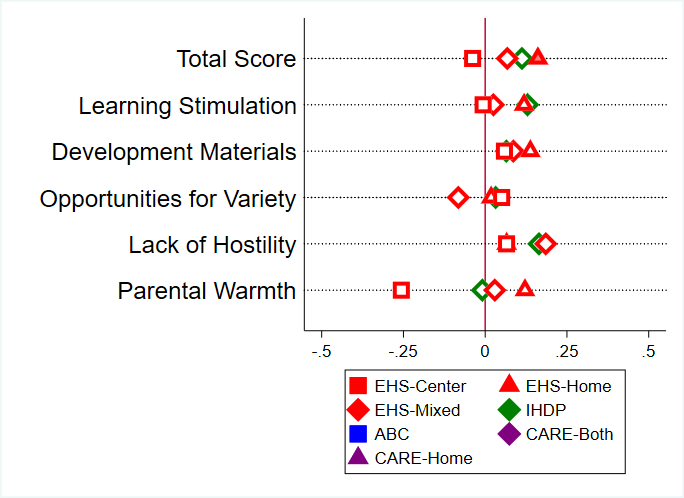 Total Score
Learning Stimulation
Development Materials
Opportunities for Variety
Lack of Hostility
Parental Warmth
-.5 -.25 0 .25 .5
EHS-Center EHS-Home
EHS-Mixed IHDP
ABC CARE-Both
CARE-Home